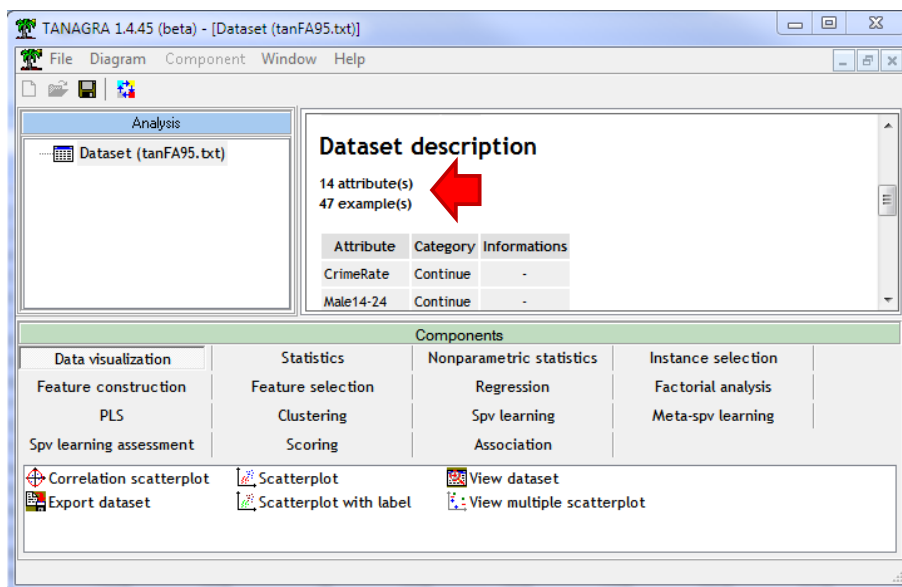 TANAGRA 1.4.45 (beta) - [Dataset (tanFA95.txt)]
File Diagram Component Window Help
Analysis
Dataset (tanFA95.txt)
Dataset description
14 attribute(s)
47 example(s)
Attribute Category Informations
CrimeRate Continue -
Male14-24 Continue -
Components
Data visualization Statistics Nonparametric statistics Instance selection
Feature construction Feature selection Regression Factorial analysis
PLS Clustering Spv learning Meta-spv learning
Spv learning assessment Scoring Association
Correlation scatterplot Scatterplot View dataset
Export dataset Scatterplot with label View multiple scatterplot